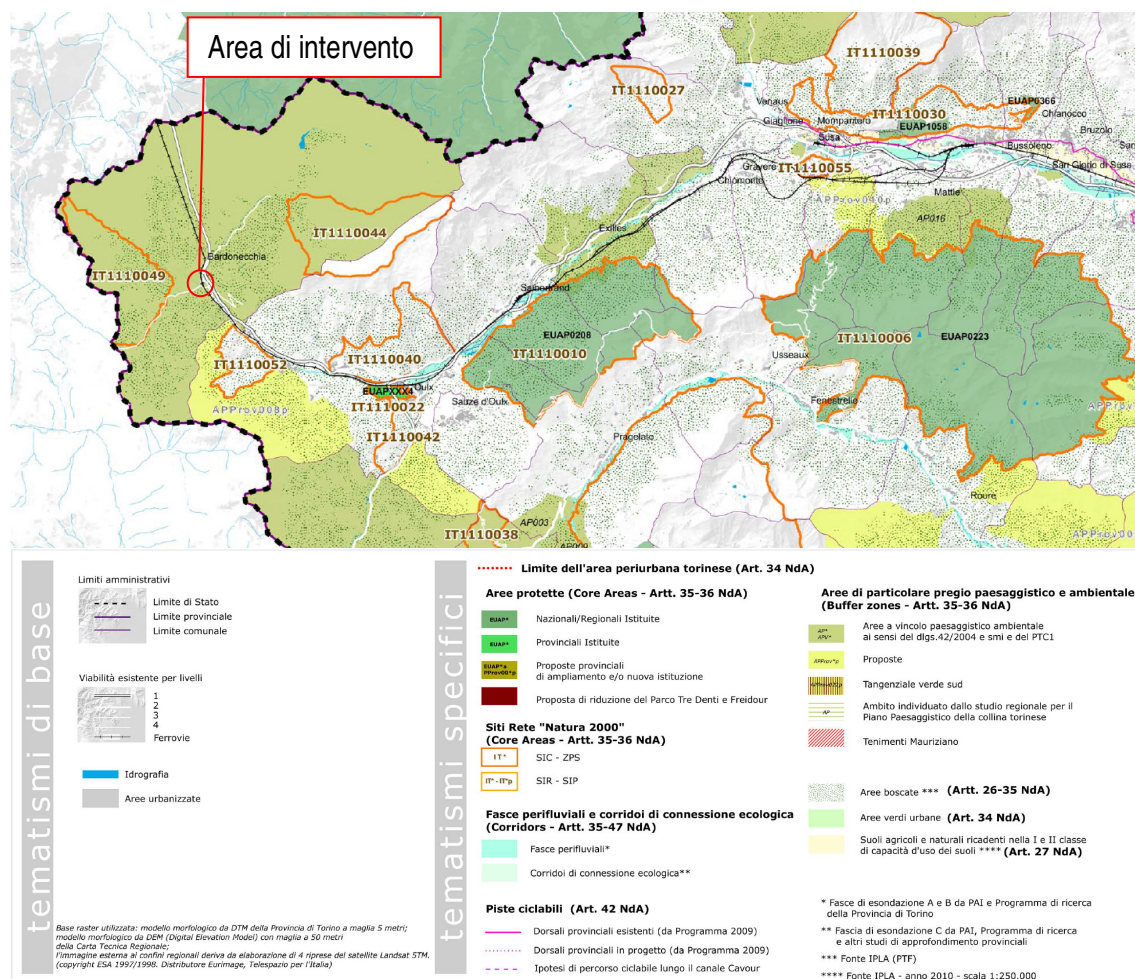 Area di intervento
IT1110039
IT1110027
EUAP0366
Venaus
IT1110030
Chianocco
Giaglione
Mompantero
EUAP1058
Bruzolo
Susa
Bussoleno
IT1110055
San Giorio di Susa
Gravere
Chiomonte
Mattie
APProv010p
AP016
Exilles
IT1110044
Bardonecchia
IT1110049
Salbertrand
EUAP0208
IT1110010
IT1110006
EUAP0223
Usseaux
IT1110052
IT1110040
Oulx
EUAPXXX4
IT1110022
Sauze d'Oulx
Fenestrelle
APProv008p
IT1110042
Pragelato
Roure
AP003
IT1110038
AP009
APProv00
tematismi di base
Limiti amministrativi
Limite di Stato
Limite provinciale
Limite comunale
Viabilità esistente per livelli
1
2
3
4
Ferrovie
Idrografia
Aree urbanizzate
Base raster utilizzata: modello morfologico da DTM della Provincia di Torino a maglia 5 metri;
modello morfologico da DEM (Digital Elevation Model) con maglia a 50 metri
della Carta Tecnica Regionale;
l'immagine esterna ai confini regionali deriva da elaborazione di 4 riprese del satellite Landsat 5TM.
(copyright ESA 1997/1998. Distributore Eurimage, Telespazio per l'Italia)
tematismi specifici
Limite dell'area periurbana torinese (Art. 34 NdA)
Aree protette (Core Areas - Artt. 35-36 NdA)
EUAP* Nazionali/Regionali Istituite
EUAP* Provinciali Istituite
EUAP*a
PProv00*p
Proposte provinciali
di ampliamento e/o nuova istituzione
Proposta di riduzione del Parco Tre Denti e Freidour
Siti Rete "Natura 2000"
(Core Areas - Artt. 35-36 NdA)
IT* SIC - ZPS
IT* - IT*p SIR - SIP
Fasce perifluviali e corridoi di connessione ecologica
(Corridors - Artt. 35-47 NdA)
Fasce perifluviali*
Corridoi di connessione ecologica**
Piste ciclabili (Art. 42 NdA)
Dorsali provinciali esistenti (da Programma 2009)
Dorsali provinciali in progetto (da Programma 2009)
Ipotesi di percorso ciclabile lungo il canale Cavour
Aree di particolare pregio paesaggistico e ambientale
(Buffer zones - Artt. 35-36 NdA)
AP*
APV*
Aree a vincolo paesaggistico ambientale
ai sensi del dlgs.42/2004 e smi e del PTC1
APProv*p Proposte
Tangenziale verde sud
AP
Ambito individuato dallo studio regionale per il
Piano Paesaggistico della collina torinese
Tenimenti Mauriziano
Aree boscate *** (Artt. 26-35 NdA)
Aree verdi urbane (Art. 34 NdA)
Suoli agricoli e naturali ricadenti nella I e II classe
di capacità d'uso dei suoli **** (Art. 27 NdA)
* Fasce di esondazione A e B da PAI e Programma di ricerca
della Provincia di Torino
** Fascia di esondazione C da PAI, Programma di ricerca
e altri studi di approfondimento provinciali
*** Fonte IPLA (PTF)
**** Fonte IPLA - anno 2010 - scala 1:250.000